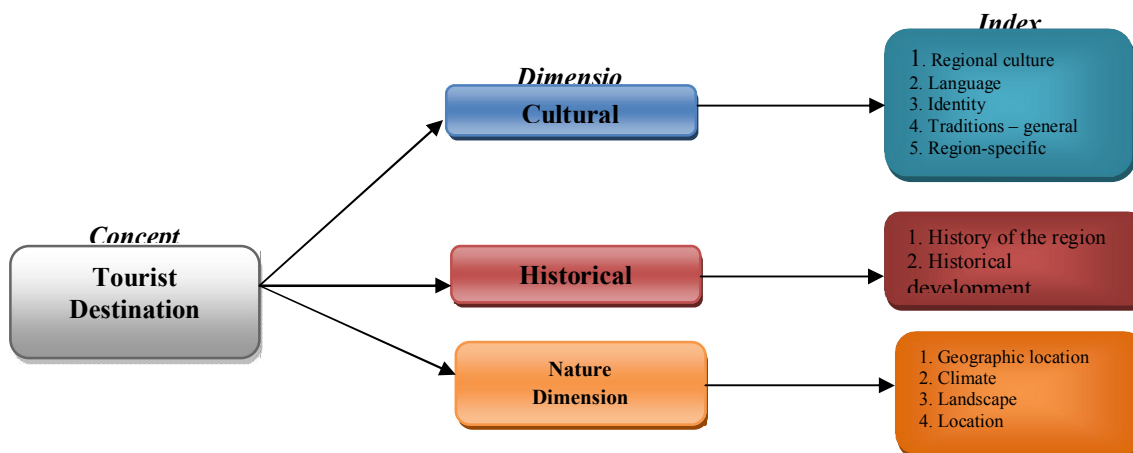 Index
1. Regional culture
2. Language
3. Identity
4. Traditions – general
5. Region-specific
Dimensio
Cultural
Concept
Tourist
Destination
Historical
1. History of the region
2. Historical
development
Nature
Dimension
1. Geographic location
2. Climate
3. Landscape
4. Location